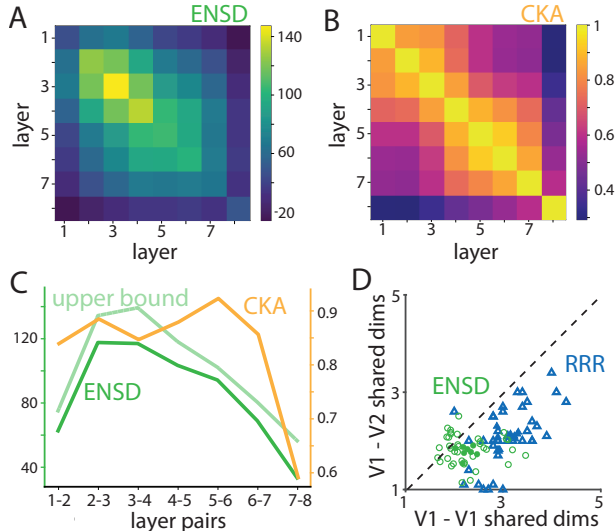 A
ENSD
1
3
5
7
layer
1
3
5
7
layer
140
100
60
20
B
CKA
1
3
5
7
layer
1
3
5
7
layer
1
0.8
0.6
0.4
C
upper bound
CKA
ENSD
120
80
40
0.9
0.8
0.7
0.6
1-2
2-3
3-4
4-5
5-6
6-7
7-8
layer pairs
D
5
3
1
V1 - V2 shared dims
ENSD
RRR
1
3
5
V1 - V1 shared dims